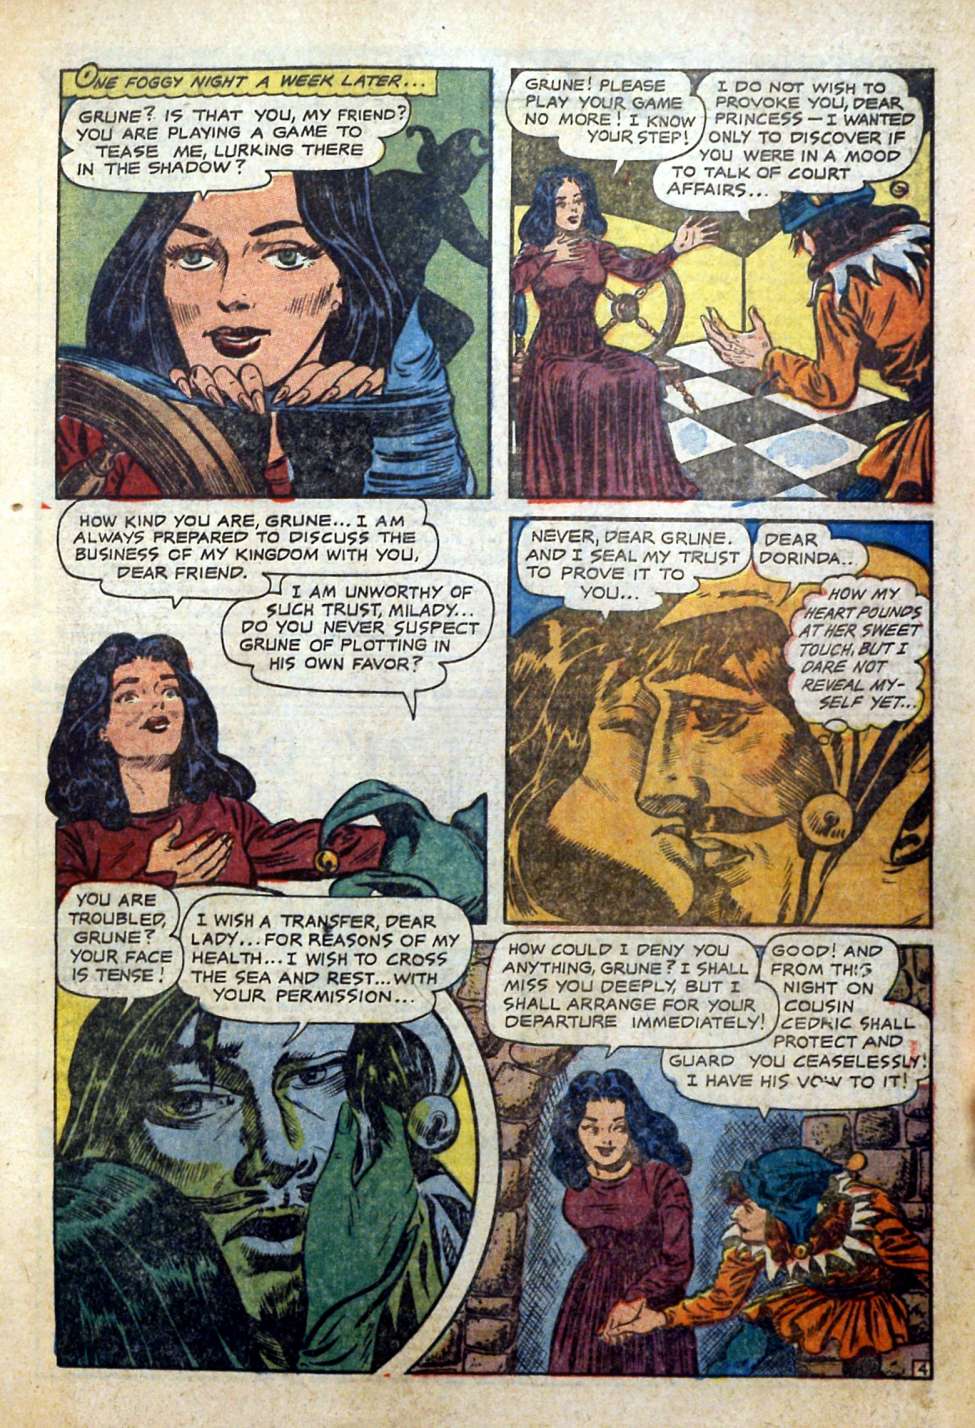 ONE FOGGY NIGHT A WEEK LATER...
GRUNE? IS THAT YOU, MY FRIEND?
YOU ARE PLAYING A GAME TO
TEASE ME, LURKING THERE
IN THE SHADOW?
GRUNE! PLEASE
PLAY YOUR GAME
NO MORE! I KNOW
YOUR STEP!
I DO NOT WISH TO
PROVOKE YOU, DEAR
PRINCESS — I WANTED
ONLY TO DISCOVER IF
YOU WERE IN A MOOD
TO TALK OF COURT
AFFAIRS...
HOW KIND YOU ARE, GRUNE... I AM
ALWAYS PREPARED TO DISCUSS THE
BUSINESS OF MY KINGDOM WITH YOU,
DEAR FRIEND.
I AM UNWORTHY OF
SUCH TRUST, MILADY...
DO YOU NEVER SUSPECT
GRUNE OF PLOTTING IN
HIS OWN FAVOR?
NEVER, DEAR GRUNE.
AND I SEAL MY TRUST
TO PROVE IT TO
YOU...
DEAR
DORINDA...
HOW MY
HEART POUNDS
AT HER SWEET
TOUCH, BUT I
DARE NOT
REVEAL MY-
SELF YET...
YOU ARE
TROUBLED,
GRUNE?
YOUR FACE
IS TENSE!
I WISH A TRANSFER, DEAR
LADY... FOR REASONS OF MY
HEALTH... I WISH TO CROSS
THE SEA AND REST... WITH
YOUR PERMISSION...
HOW COULD I DENY YOU
ANYTHING, GRUNE? I SHALL
MISS YOU DEEPLY, BUT I
SHALL ARRANGE FOR YOUR
DEPARTURE IMMEDIATELY!
GOOD! AND
FROM THIS
NIGHT ON
COUSIN
CEDRIC SHALL
PROTECT AND
GUARD YOU CEASELESSLY!
I HAVE HIS VOW TO IT!
4